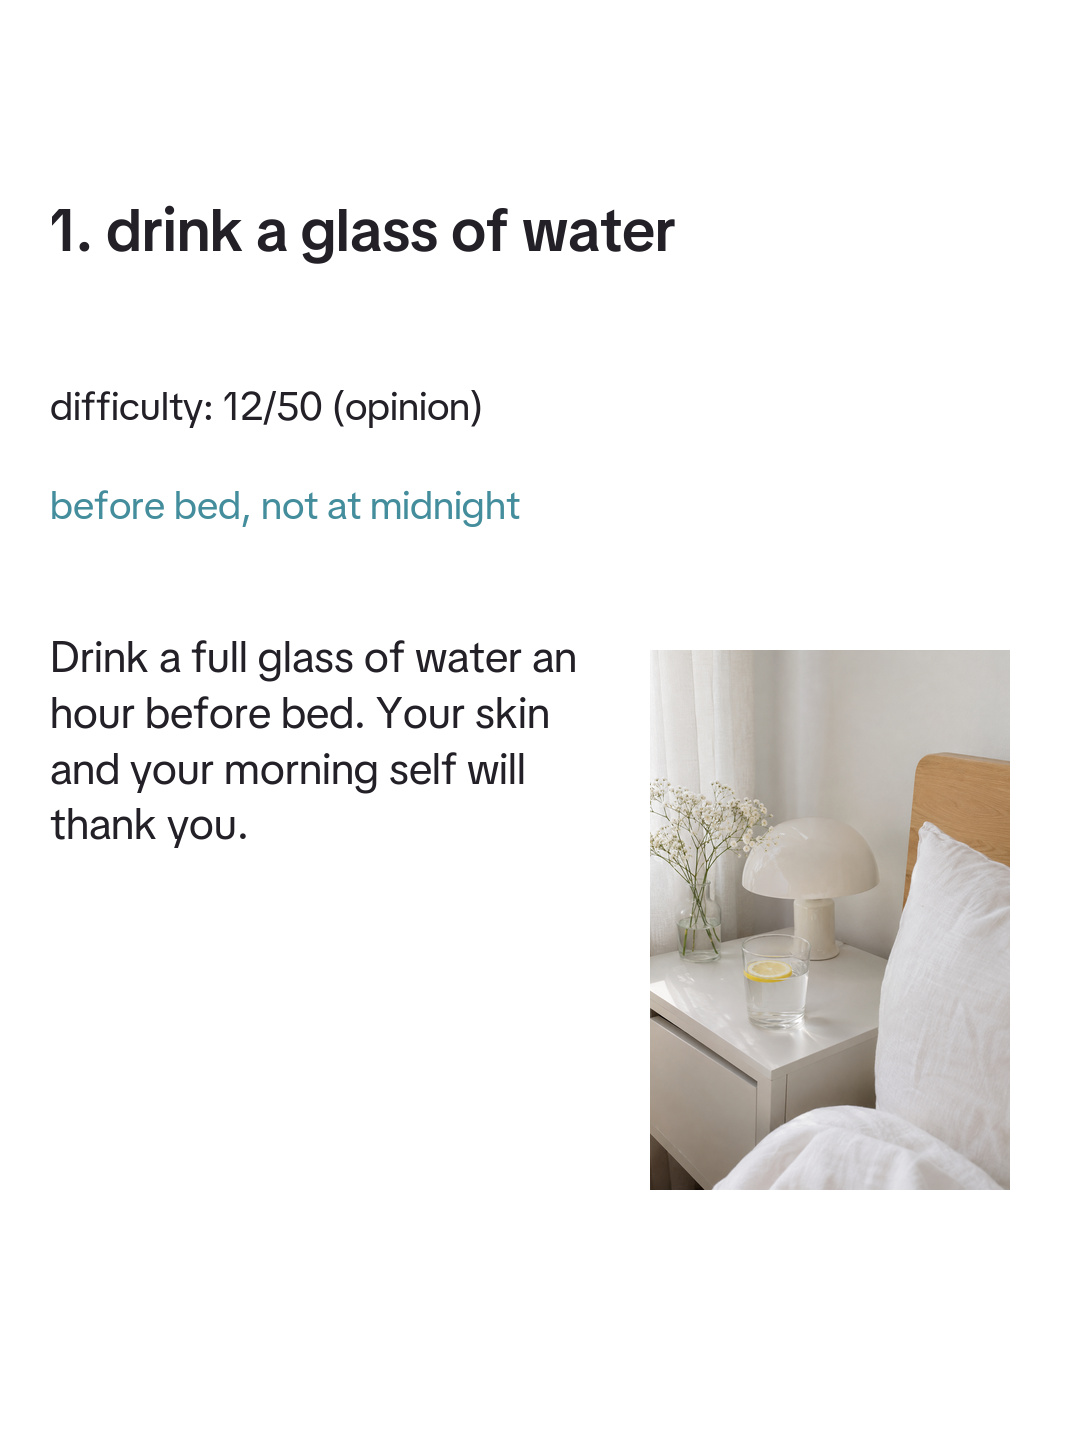 1. drink a glass of water
difficulty: 12/50 (opinion)
before bed, not at midnight
Drink a full glass of water an
hour before bed. Your skin
and your morning self will
thank you.